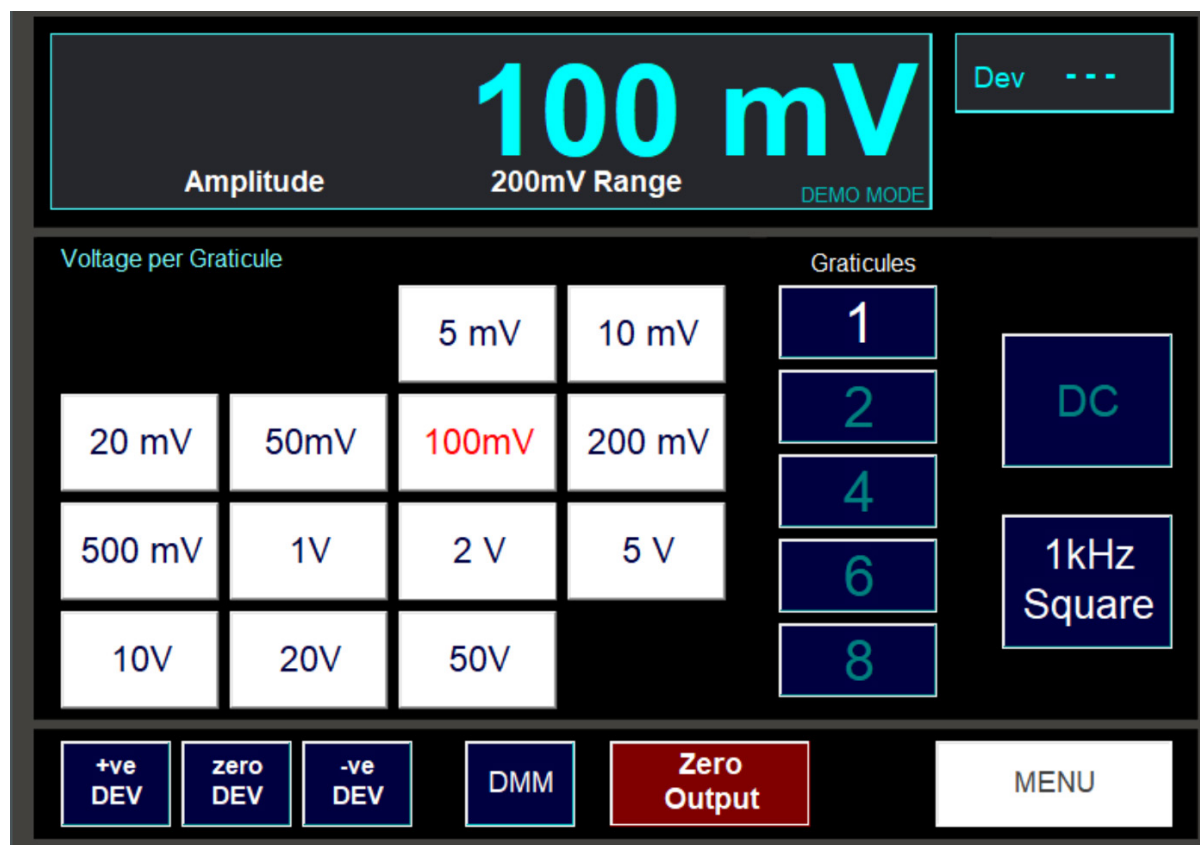 100 mV
Dev ---
Amplitude 200mV Range DEMO MODE
Voltage per Graticule
Graticules
5 mV 10 mV
1
20 mV 50mV 100mV 200 mV
2
DC
4
500 mV 1V 2 V 5 V
6
1kHz
Square
10V 20V 50V
8
+ve
DEV
zero
DEV
-ve
DEV
DMM
Zero
Output
MENU